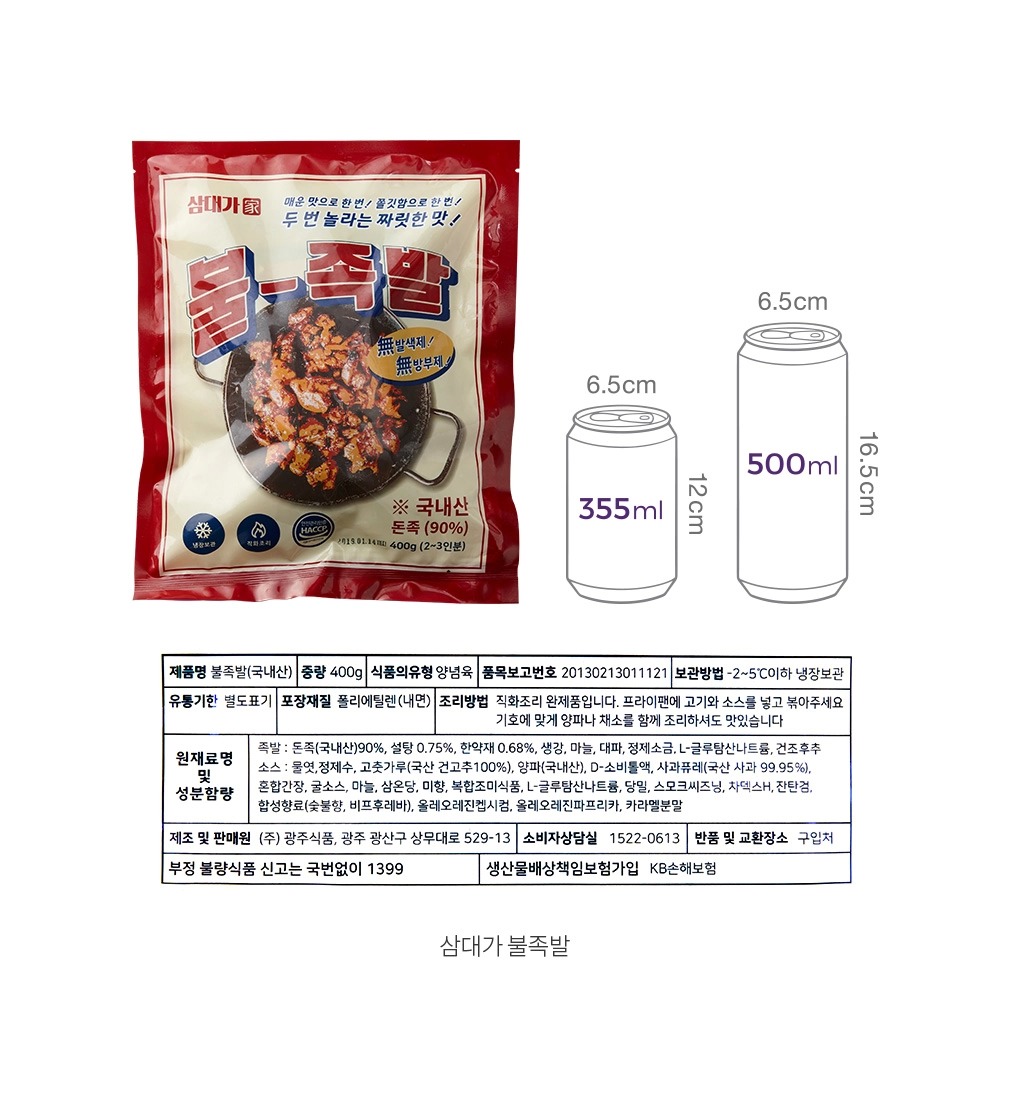 삼대가 家
매운 맛으로 한 번! 쫄깃함으로 한 번!
두 번 놀라는 짜릿한 맛!
불-족발
無발색제!
無방부제!
※ 국내산
돈족 (90%)
냉장보관
직화조리
HACCP
2019.01.14
400g (2~3인분)
6.5cm
355ml
12cm
6.5cm
500ml
16.5cm
제품명 불족발(국내산) 중량 400g 식품의유형 양념육 품목보고번호 20130213011121 보관방법 -2~5℃이하 냉장보관
유통기한 별도표기 포장재질 폴리에틸렌(내면) 조리방법 직화조리 완제품입니다. 프라이팬에 고기와 소스를 넣고 볶아주세요
기호에 맞게 양파나 채소를 함께 조리하셔도 맛있습니다
원재료명
및
성분함량
족발 : 돈족(국내산)90%, 설탕 0.75%, 한약재 0.68%, 생강, 마늘, 대파, 정제소금, L-글루탐산나트륨, 건조후추
소스 : 물엿,정제수, 고춧가루(국산 건고추100%), 양파(국내산), D-소비톨액, 사과퓨레(국산 사과 99.95%),
혼합간장, 굴소스, 마늘, 삼온당, 미향, 복합조미식품, L-글루탐산나트륨, 당밀, 스모크씨즈닝, 차덱스H, 잔탄검,
합성향료(숯불향, 비프후레바), 올레오레진켑시컴, 올레오레진파프리카, 카라멜분말
제조 및 판매원 (주) 광주식품, 광주 광산구 상무대로 529-13 소비자상담실 1522-0613 반품 및 교환장소 구입처
부정 불량식품 신고는 국번없이 1399 생산물배상책임보험가입 KB손해보험
삼대가 불족발